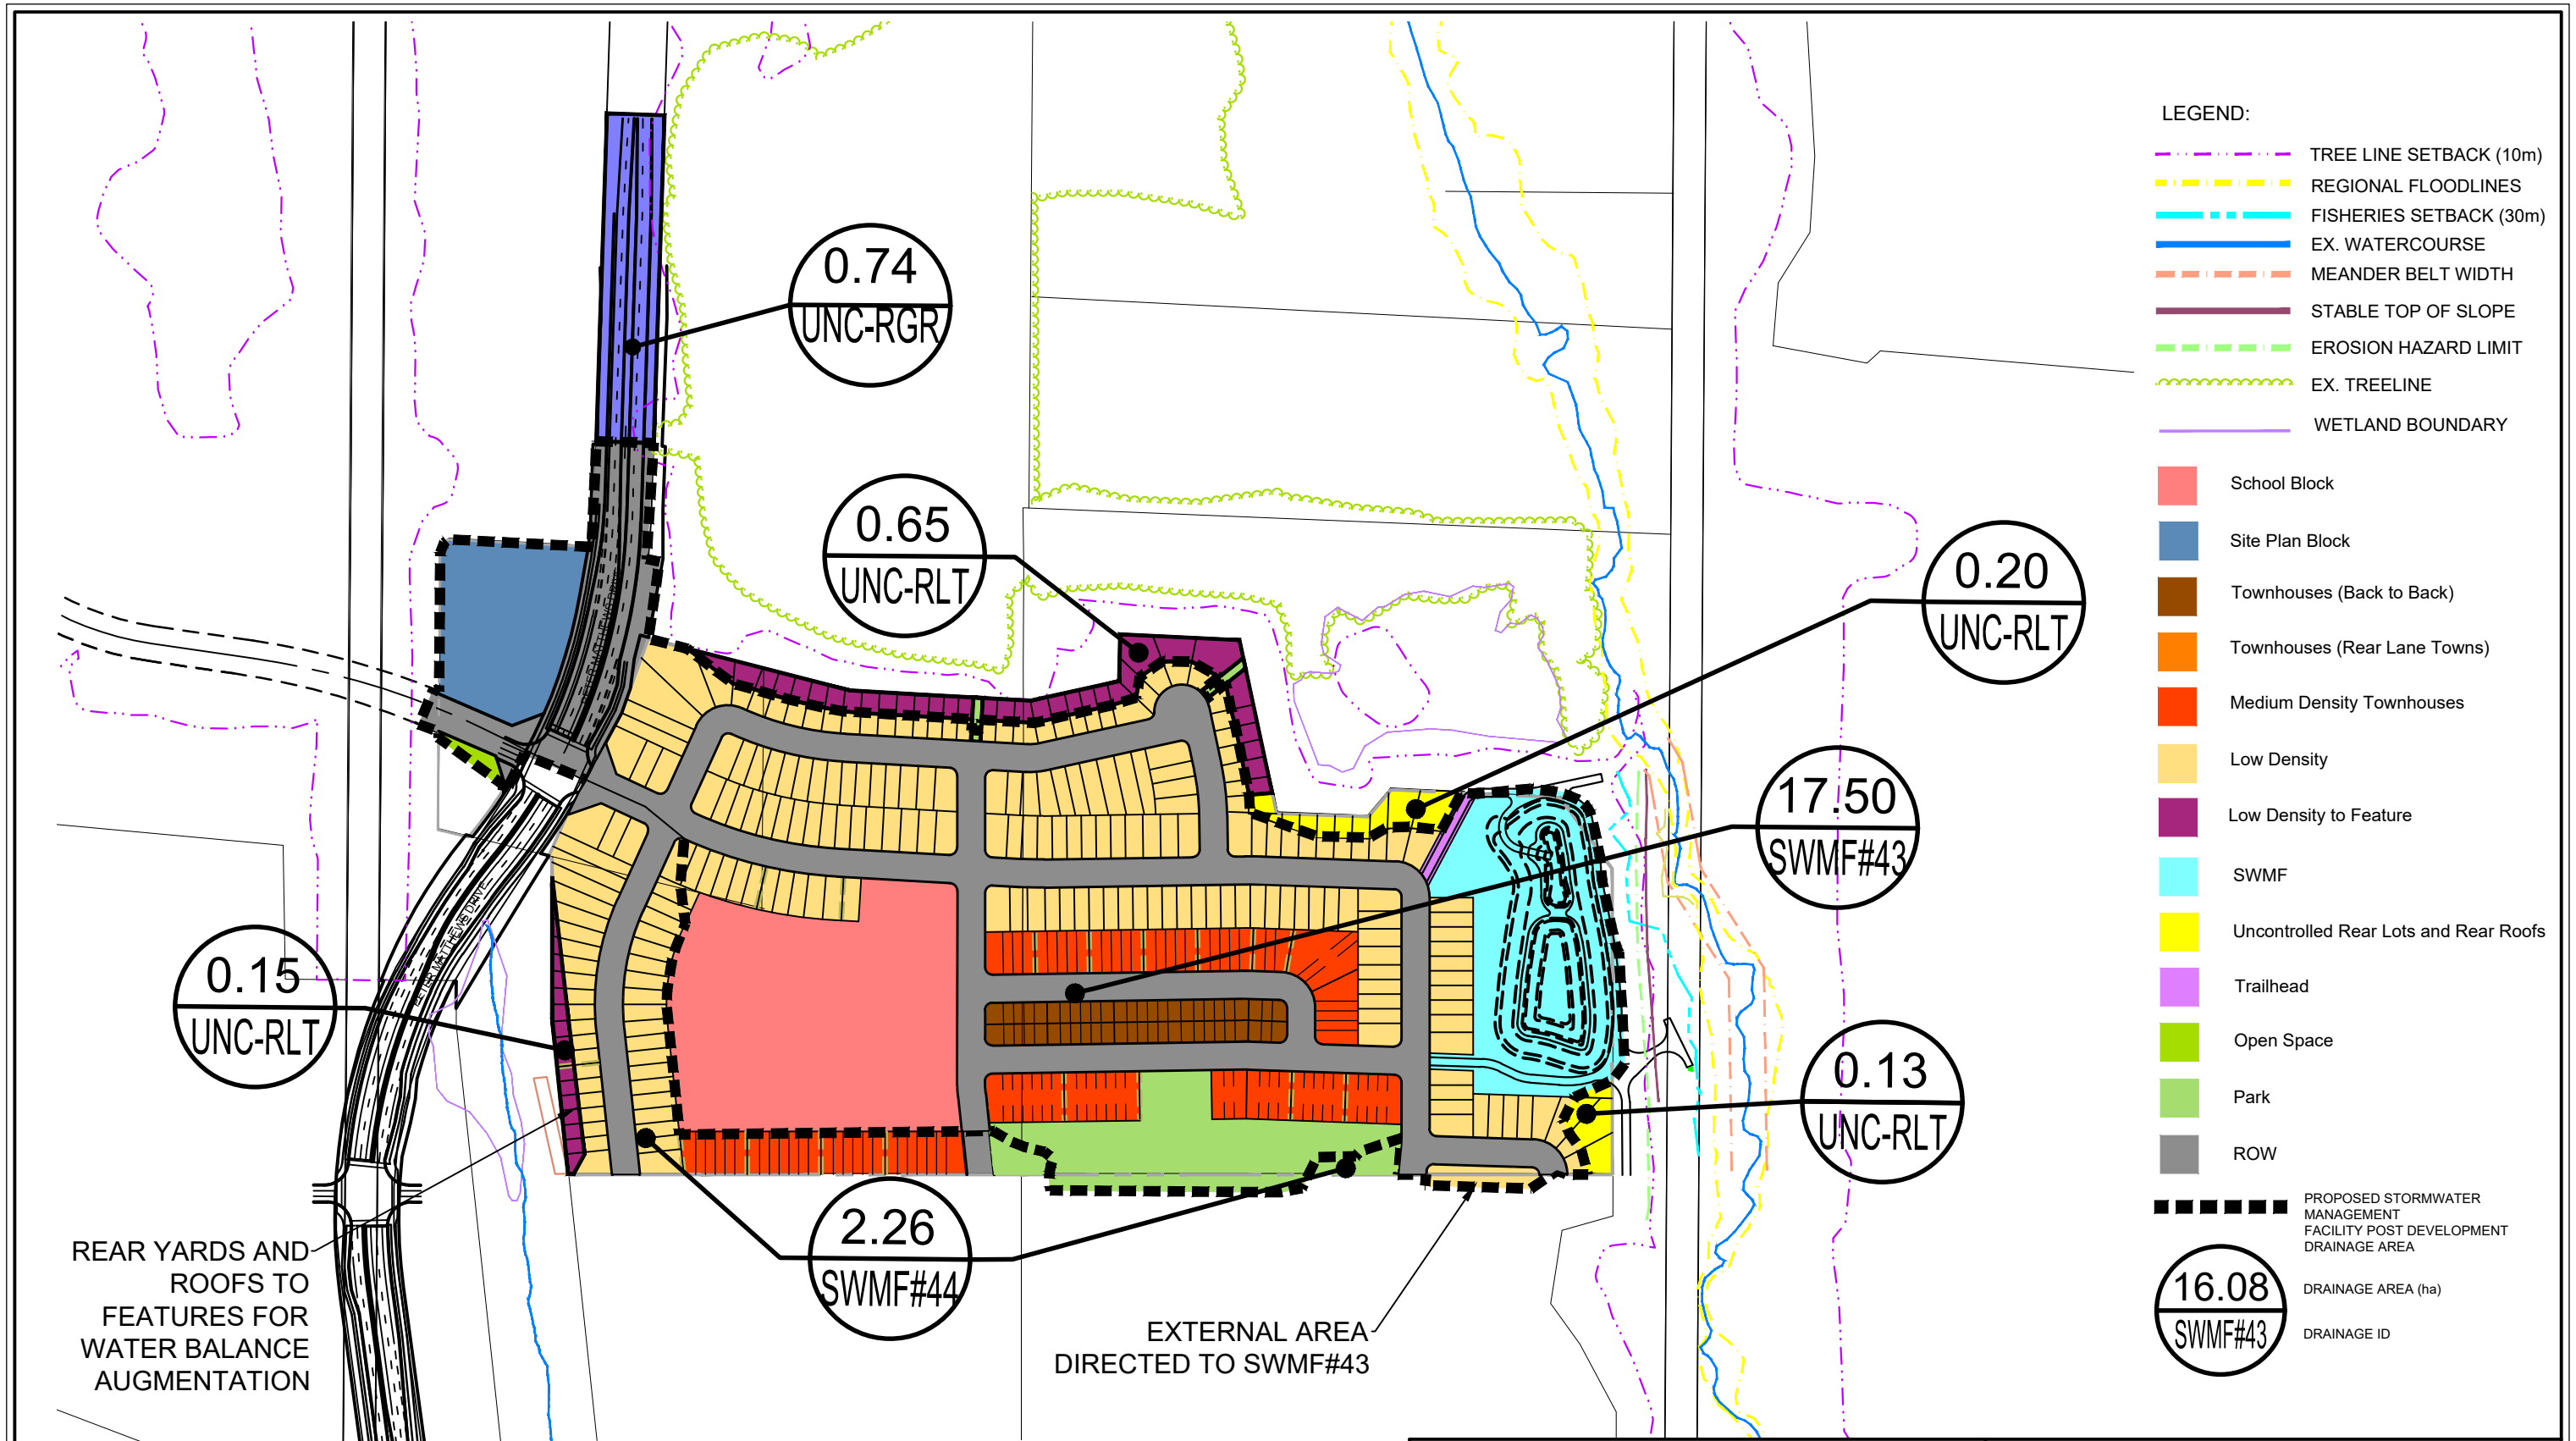 0.74
UNC-RGR
0.65
UNC-RLT
0.20
UNC-RLT
17.50
SWMF#43
0.15
UNC-RLT
0.13
UNC-RLT
2.26
SWMF#44
PETER MATTHEWS DRIVE
PETER MATTHEWS DRIVE
REAR YARDS AND
ROOFS TO
FEATURES FOR
WATER BALANCE
AUGMENTATION
EXTERNAL AREA
DIRECTED TO SWMF#43
LEGEND:
TREE LINE SETBACK (10m)
REGIONAL FLOODLINES
FISHERIES SETBACK (30m)
EX. WATERCOURSE
MEANDER BELT WIDTH
STABLE TOP OF SLOPE
EROSION HAZARD LIMIT
EX. TREELINE
WETLAND BOUNDARY
School Block
Site Plan Block
Townhouses (Back to Back)
Townhouses (Rear Lane Towns)
Medium Density Townhouses
Low Density
Low Density to Feature
SWMF
Uncontrolled Rear Lots and Rear Roofs
Trailhead
Open Space
Park
ROW
PROPOSED STORMWATER
MANAGEMENT
FACILITY POST DEVELOPMENT
DRAINAGE AREA
16.08
SWMF#43
DRAINAGE AREA (ha)
DRAINAGE ID